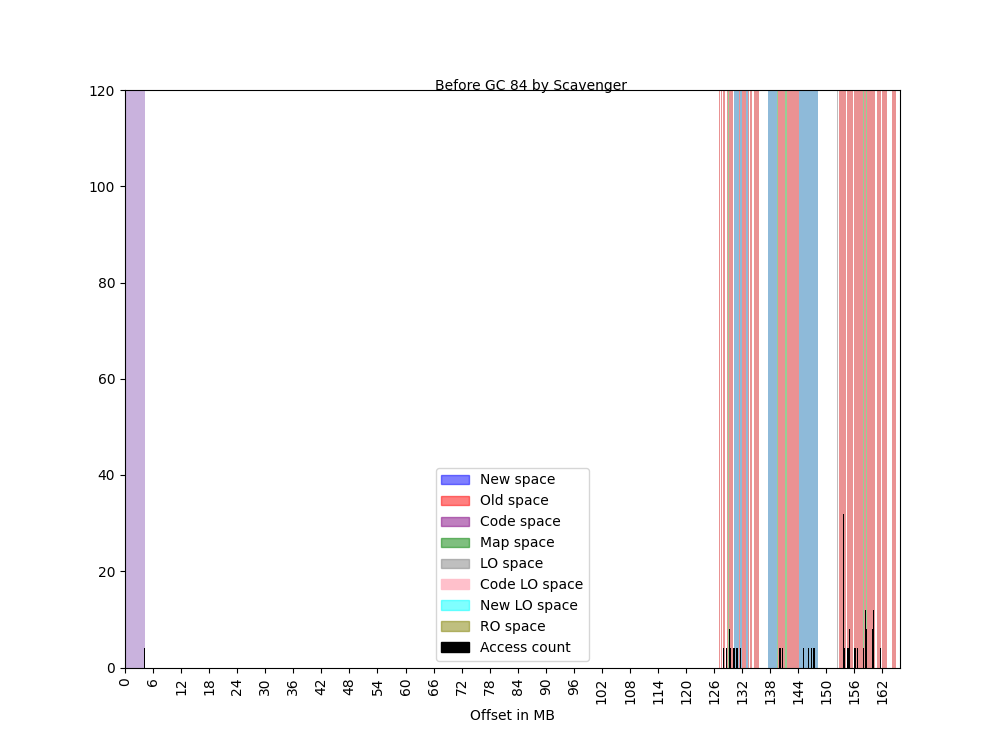 Before GC 84 by Scavenger
120
100
80
60
40
20
0
New space
Old space
Code space
Map space
LO space
Code LO space
New LO space
RO space
Access count
0 6 12 18 24 30 36 42 48 54 60 66 72 78 84 90 96 102 108 114 120 126 132 138 144 150 156 162
Offset in MB